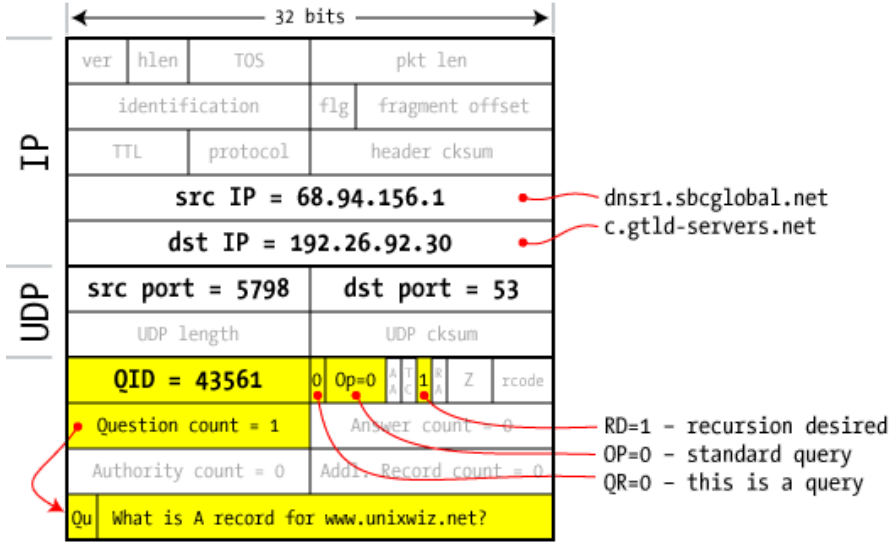 32 bits
IP
ver hlen TOS pkt len
identification flg fragment offset
TTL protocol header cksum
src IP = 68.94.156.1
dnsr1.sbcglobal.net
dst IP = 192.26.92.30
c.gtld-servers.net
UDP
src port = 5798 dst port = 53
UDP length UDP cksum
QID = 43561 0 Op=0 AA TC 1 RA Z rcode
Question count = 1 Answer count = 0
RD=1 – recursion desired
OP=0 – standard query
Authority count = 0 Addl. Record count = 0
QR=0 – this is a query
Qu What is A record for www.unixwiz.net?